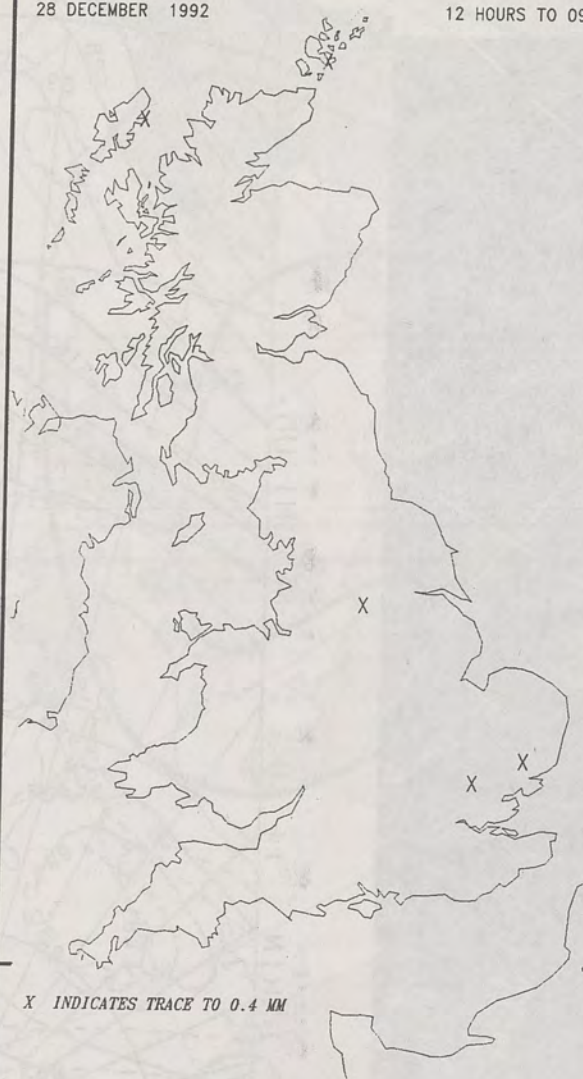 28 DECEMBER 1992
12 HOURS TO 09
X
X
X
X
X
X INDICATES TRACE TO 0.4 MM